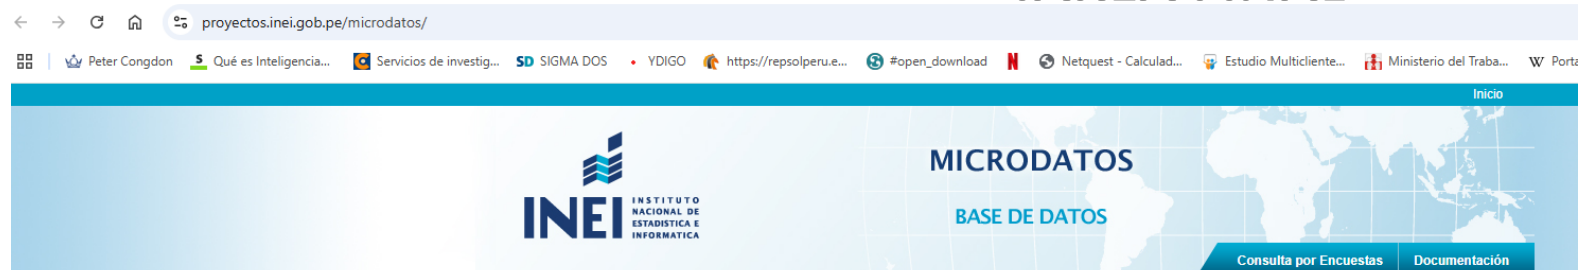 proyectos.inei.gob.pe/microdatos/
Peter Congdon S Qué es Inteligencia... Servicios de investig... SD SIGMA DOS YDIGO https://repsolperu.e... #open_download N Netquest - Calculad... Estudio Multicliente... Ministerio del Traba... W Porta
Inicio
MICRODATOS
BASE DE DATOS
INEI
INSTITUTO
NACIONAL DE
ESTADISTICA E
INFORMATICA
Consulta por Encuestas Documentación